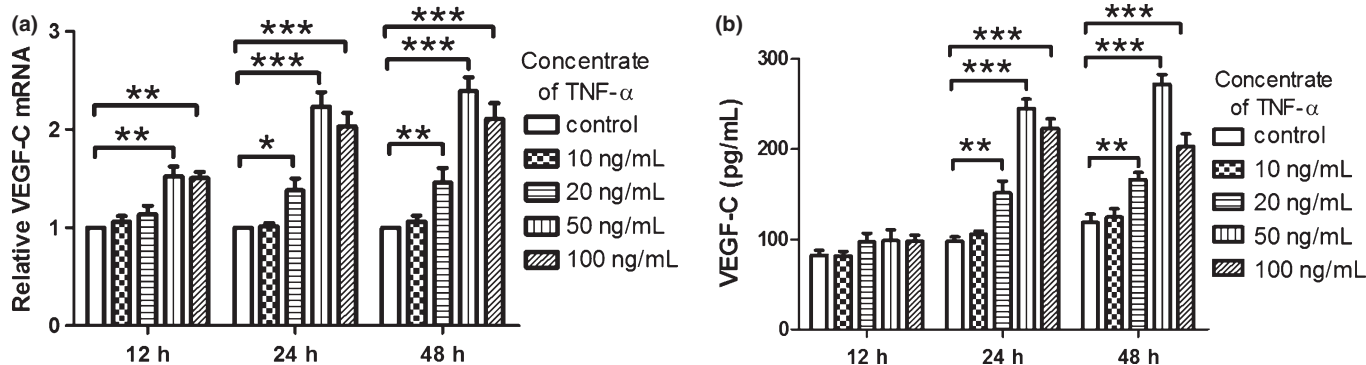 (a)
Relative VEGF-C mRNA
3
2
1
0
**
**
*
***
***
**
***
***
12 h
24 h
48 h
Concentrate
of TNF-α
control
10 ng/mL
20 ng/mL
50 ng/mL
100 ng/mL
(b)
VEGF-C (pg/mL)
300
200
100
0
**
***
***
**
***
***
12 h
24 h
48 h
Concentrate
of TNF-α
control
10 ng/mL
20 ng/mL
50 ng/mL
100 ng/mL